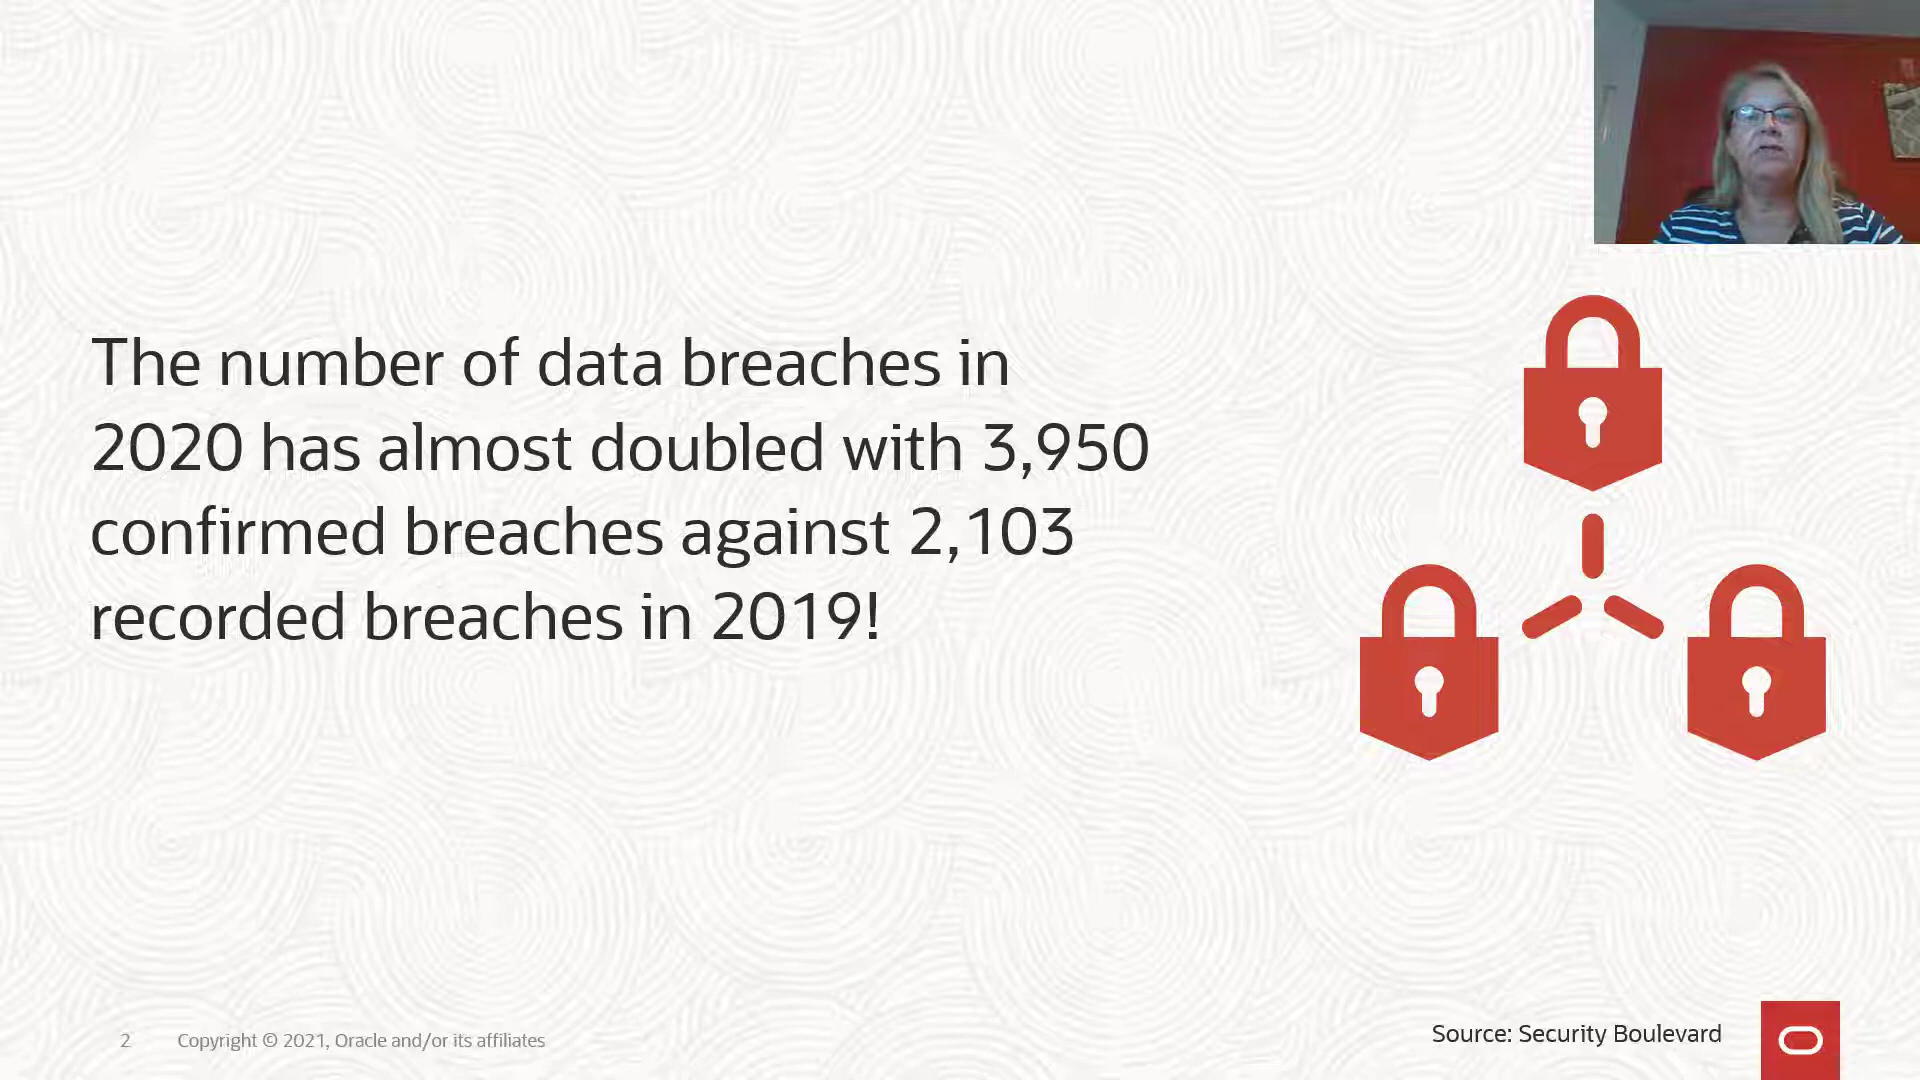 The number of data breaches in
2020 has almost doubled with 3,950
confirmed breaches against 2,103
recorded breaches in 2019!
2 Copyright © 2021, Oracle and/or its affiliates
Source: Security Boulevard